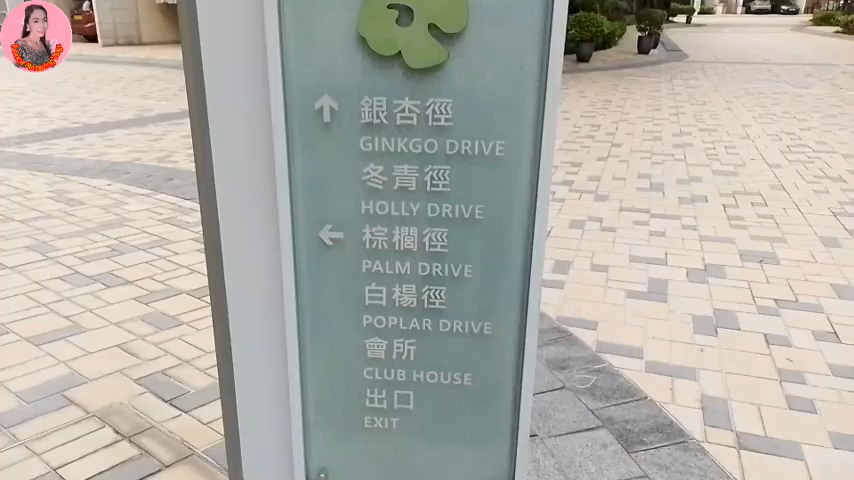 銀杏徑
GINKGO DRIVE
冬青徑
HOLLY DRIVE
棕櫚徑
PALM DRIVE
白楊徑
POPLAR DRIVE
會所
CLUB HOUSE
出口
EXIT